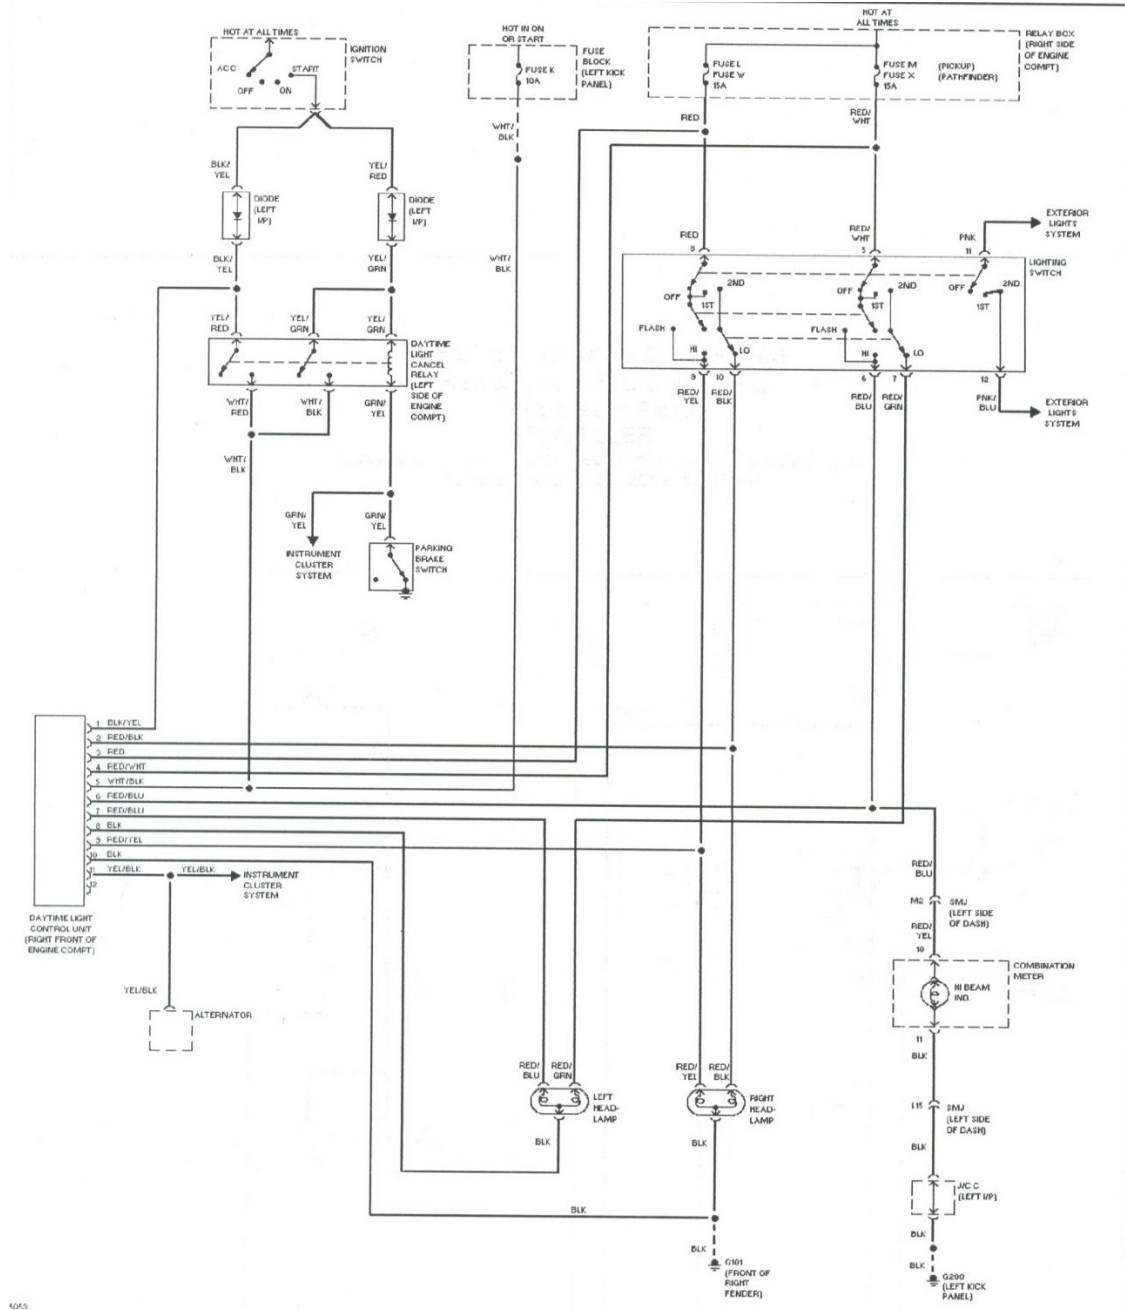 HOT AT ALL TIMES
IGNITION
SWITCH
ACC
START
OFF
ON
HOT IN ON
OR START
FUSE K
10A
FUSE
BLOCK
(LEFT KICK
PANEL)
HOT AT
ALL TIMES
FUSE L
FUSE W
15A
FUSE M
FUSE X
15A
(PICKUP)
(PATHFINDER)
RELAY BOX
(RIGHT SIDE
OF ENGINE
COMPT)
RED
RED/
WHT
WHT/
BLK
BLK/
YEL
YEL/
RED
DIODE
(LEFT
I/P)
DIODE
(LEFT
I/P)
BLK/
YEL
YEL/
GRN
WHT/
BLK
RED
8
RED/
WHT
5
PNK
11
EXTERIOR
LIGHTS
SYSTEM
LIGHTING
SWITCH
OFF
1ST
2ND
FLASH
HI
LO
OFF
1ST
2ND
FLASH
HI
LO
OFF
1ST
2ND
9
10
6
7
12
RED/
YEL
RED/
BLK
RED/
BLU
RED/
GRN
PNK/
BLU
EXTERIOR
LIGHTS
SYSTEM
YEL/
RED
YEL/
GRN
YEL/
GRN
DAYTIME
LIGHT
CANCEL
RELAY
(LEFT
SIDE OF
ENGINE
COMPT)
WHT/
RED
WHT/
BLK
GRN/
YEL
WHT/
BLK
GRN/
YEL
GRN/
YEL
INSTRUMENT
CLUSTER
SYSTEM
PARKING
BRAKE
SWITCH
1 BLK/YEL
2 RED/BLK
3 RED
4 RED/WHT
5 WHT/BLK
6 RED/BLU
7 RED/BLU
8 BLK
9 RED/YEL
10 BLK
11 YEL/BLK
YEL/BLK
12
INSTRUMENT
CLUSTER
SYSTEM
DAYTIME LIGHT
CONTROL UNIT
(RIGHT FRONT OF
ENGINE COMPT)
YEL/BLK
ALTERNATOR
RED/
BLU
M2
SMJ
(LEFT SIDE
OF DASH)
RED/
YEL
10
COMBINATION
METER
HI BEAM
IND.
11
BLK
RED/
BLU
RED/
GRN
LEFT
HEAD-
LAMP
RED/
YEL
RED/
BLK
RIGHT
HEAD-
LAMP
BLK
BLK
L15
SMJ
(LEFT SIDE
OF DASH)
BLK
J/C C
(LEFT I/P)
BLK
BLK
BLK
G101
(FRONT OF
RIGHT
FENDER)
BLK
G200
(LEFT KICK
PANEL)